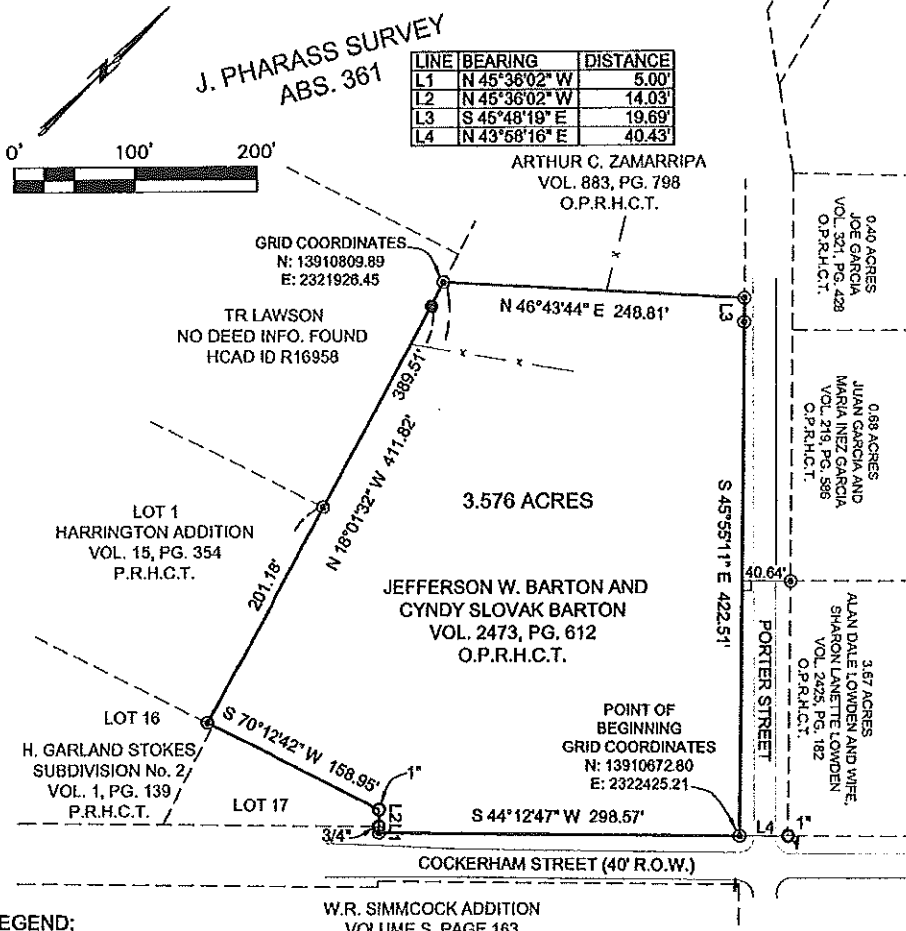 J. PHARASS SURVEY
ABS. 361
LINE BEARING DISTANCE
L1 N 45°36'02" W 5.00'
L2 N 45°36'02" W 14.03'
L3 S 45°48'19" E 19.69'
L4 N 43°58'16" E 40.43'
0' 100' 200'
ARTHUR C. ZAMARRIPA
VOL. 883, PG. 798
O.P.R.H.C.T.
GRID COORDINATES
N: 13910809.89
E: 2321926.45
N 46°43'44" E 248.81'
L3
TR LAWSON
NO DEED INFO. FOUND
HCAD ID R16958
389.51'
N 18°01'32" W 411.82'
201.18'
0.40 ACRES
JOE GARCIA
VOL. 321, PG. 428
O.P.R.H.C.T.
0.68 ACRES
JUAN GARCIA AND
MARIA INEZ GARCIA
VOL. 219, PG. 586
O.P.R.H.C.T.
3.576 ACRES
LOT 1
HARRINGTON ADDITION
VOL. 15, PG. 354
P.R.H.C.T.
S 45°55'11" E 422.51'
40.64'
JEFFERSON W. BARTON AND
CYNDY SLOVAK BARTON
VOL. 2473, PG. 612
O.P.R.H.C.T.
PORTER STREET
3.67 ACRES
ALAN DALE LOWDEN AND WIFE,
SHARON LANETTE LOWDEN
VOL. 2425, PG. 182
O.P.R.H.C.T.
POINT OF
BEGINNING
GRID COORDINATES
N: 13910672.80
E: 2322425.21
LOT 16
S 70°12'42" W 158.95'
H. GARLAND STOKES
SUBDIVISION No. 2
VOL. 1, PG. 139
P.R.H.C.T.
LOT 17
1"
L2
L1
3/4"
S 44°12'47" W 298.57'
L4
1"
COCKERHAM STREET (40' R.O.W.)
W.R. SIMMCOCK ADDITION
VOLUME S, PAGE 163
EGEND: